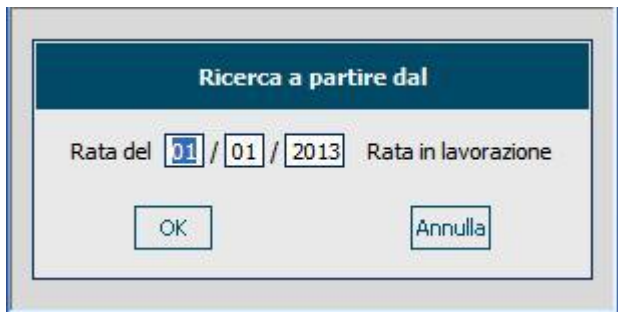 Ricerca a partire dal
Rata del 01 / 01 / 2013 Rata in lavorazione
OK Annulla